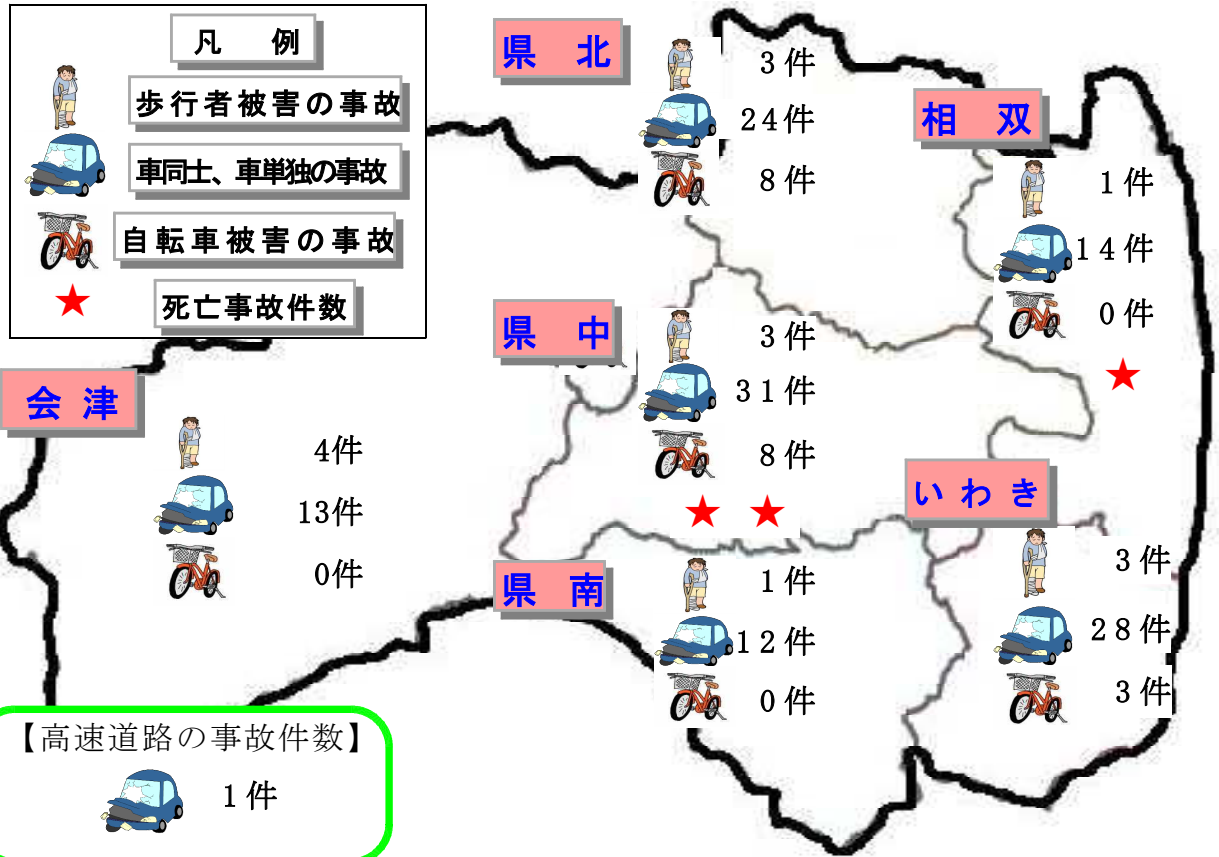 凡 例
歩行者被害の事故
車同士、車単独の事故
自転車被害の事故
★ 死亡事故件数
県 北
3件
24件
8件
相 双
1件
14件
0件
★
県 中
3件
31件
8件
★ ★
会 津
4件
13件
0件
いわき
3件
28件
3件
県 南
1件
12件
0件
【高速道路の事故件数】
1件